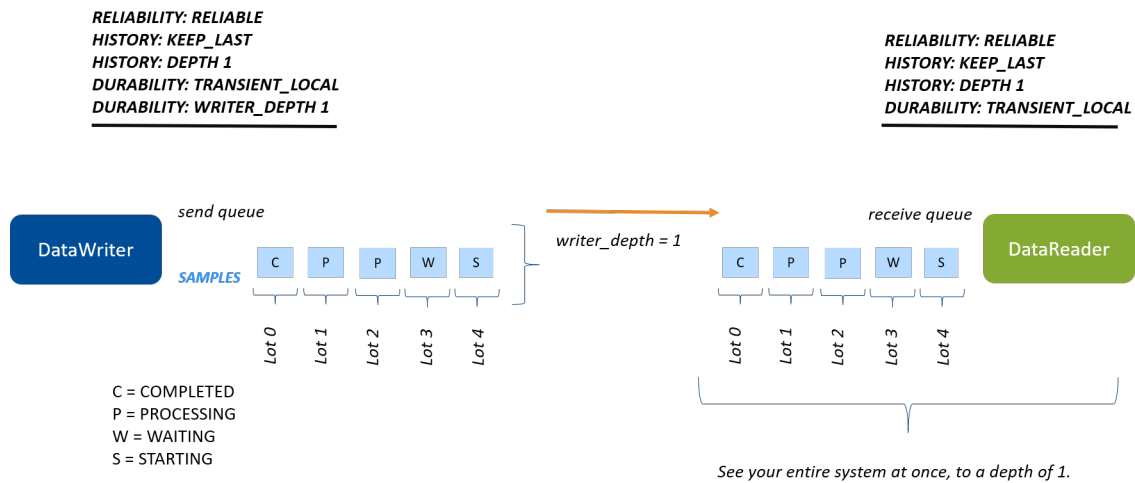 RELIABILITY: RELIABLE
HISTORY: KEEP_LAST
HISTORY: DEPTH 1
DURABILITY: TRANSIENT_LOCAL
DURABILITY: WRITER_DEPTH 1
RELIABILITY: RELIABLE
HISTORY: KEEP_LAST
HISTORY: DEPTH 1
DURABILITY: TRANSIENT_LOCAL
DataWriter
send queue
SAMPLES
C P P W S
Lot 0
Lot 1
Lot 2
Lot 3
Lot 4
writer_depth = 1
receive queue
DataReader
C P P W S
Lot 0
Lot 1
Lot 2
Lot 3
Lot 4
C = COMPLETED
P = PROCESSING
W = WAITING
S = STARTING
See your entire system at once, to a depth of 1.